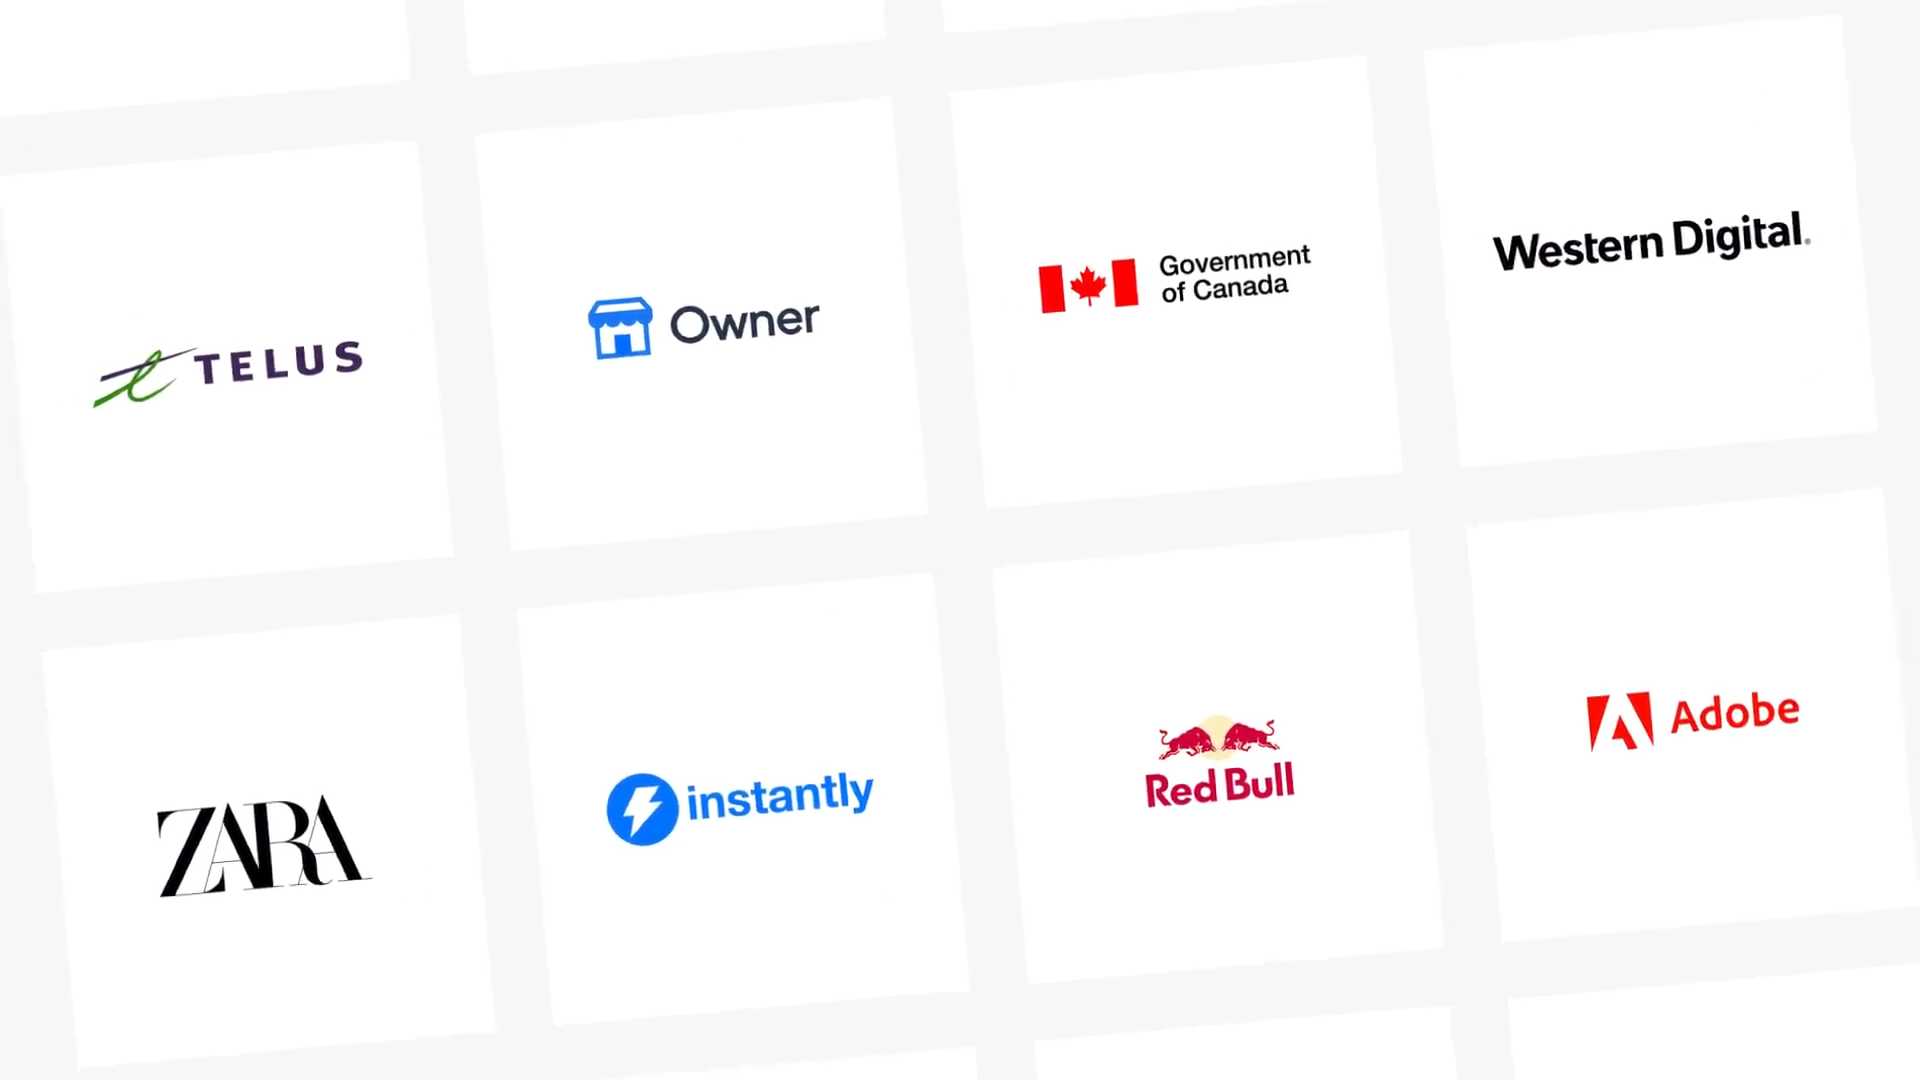 TELUS
Owner
Government
of Canada
Western Digital
ZARA
instantly
Red Bull
Adobe